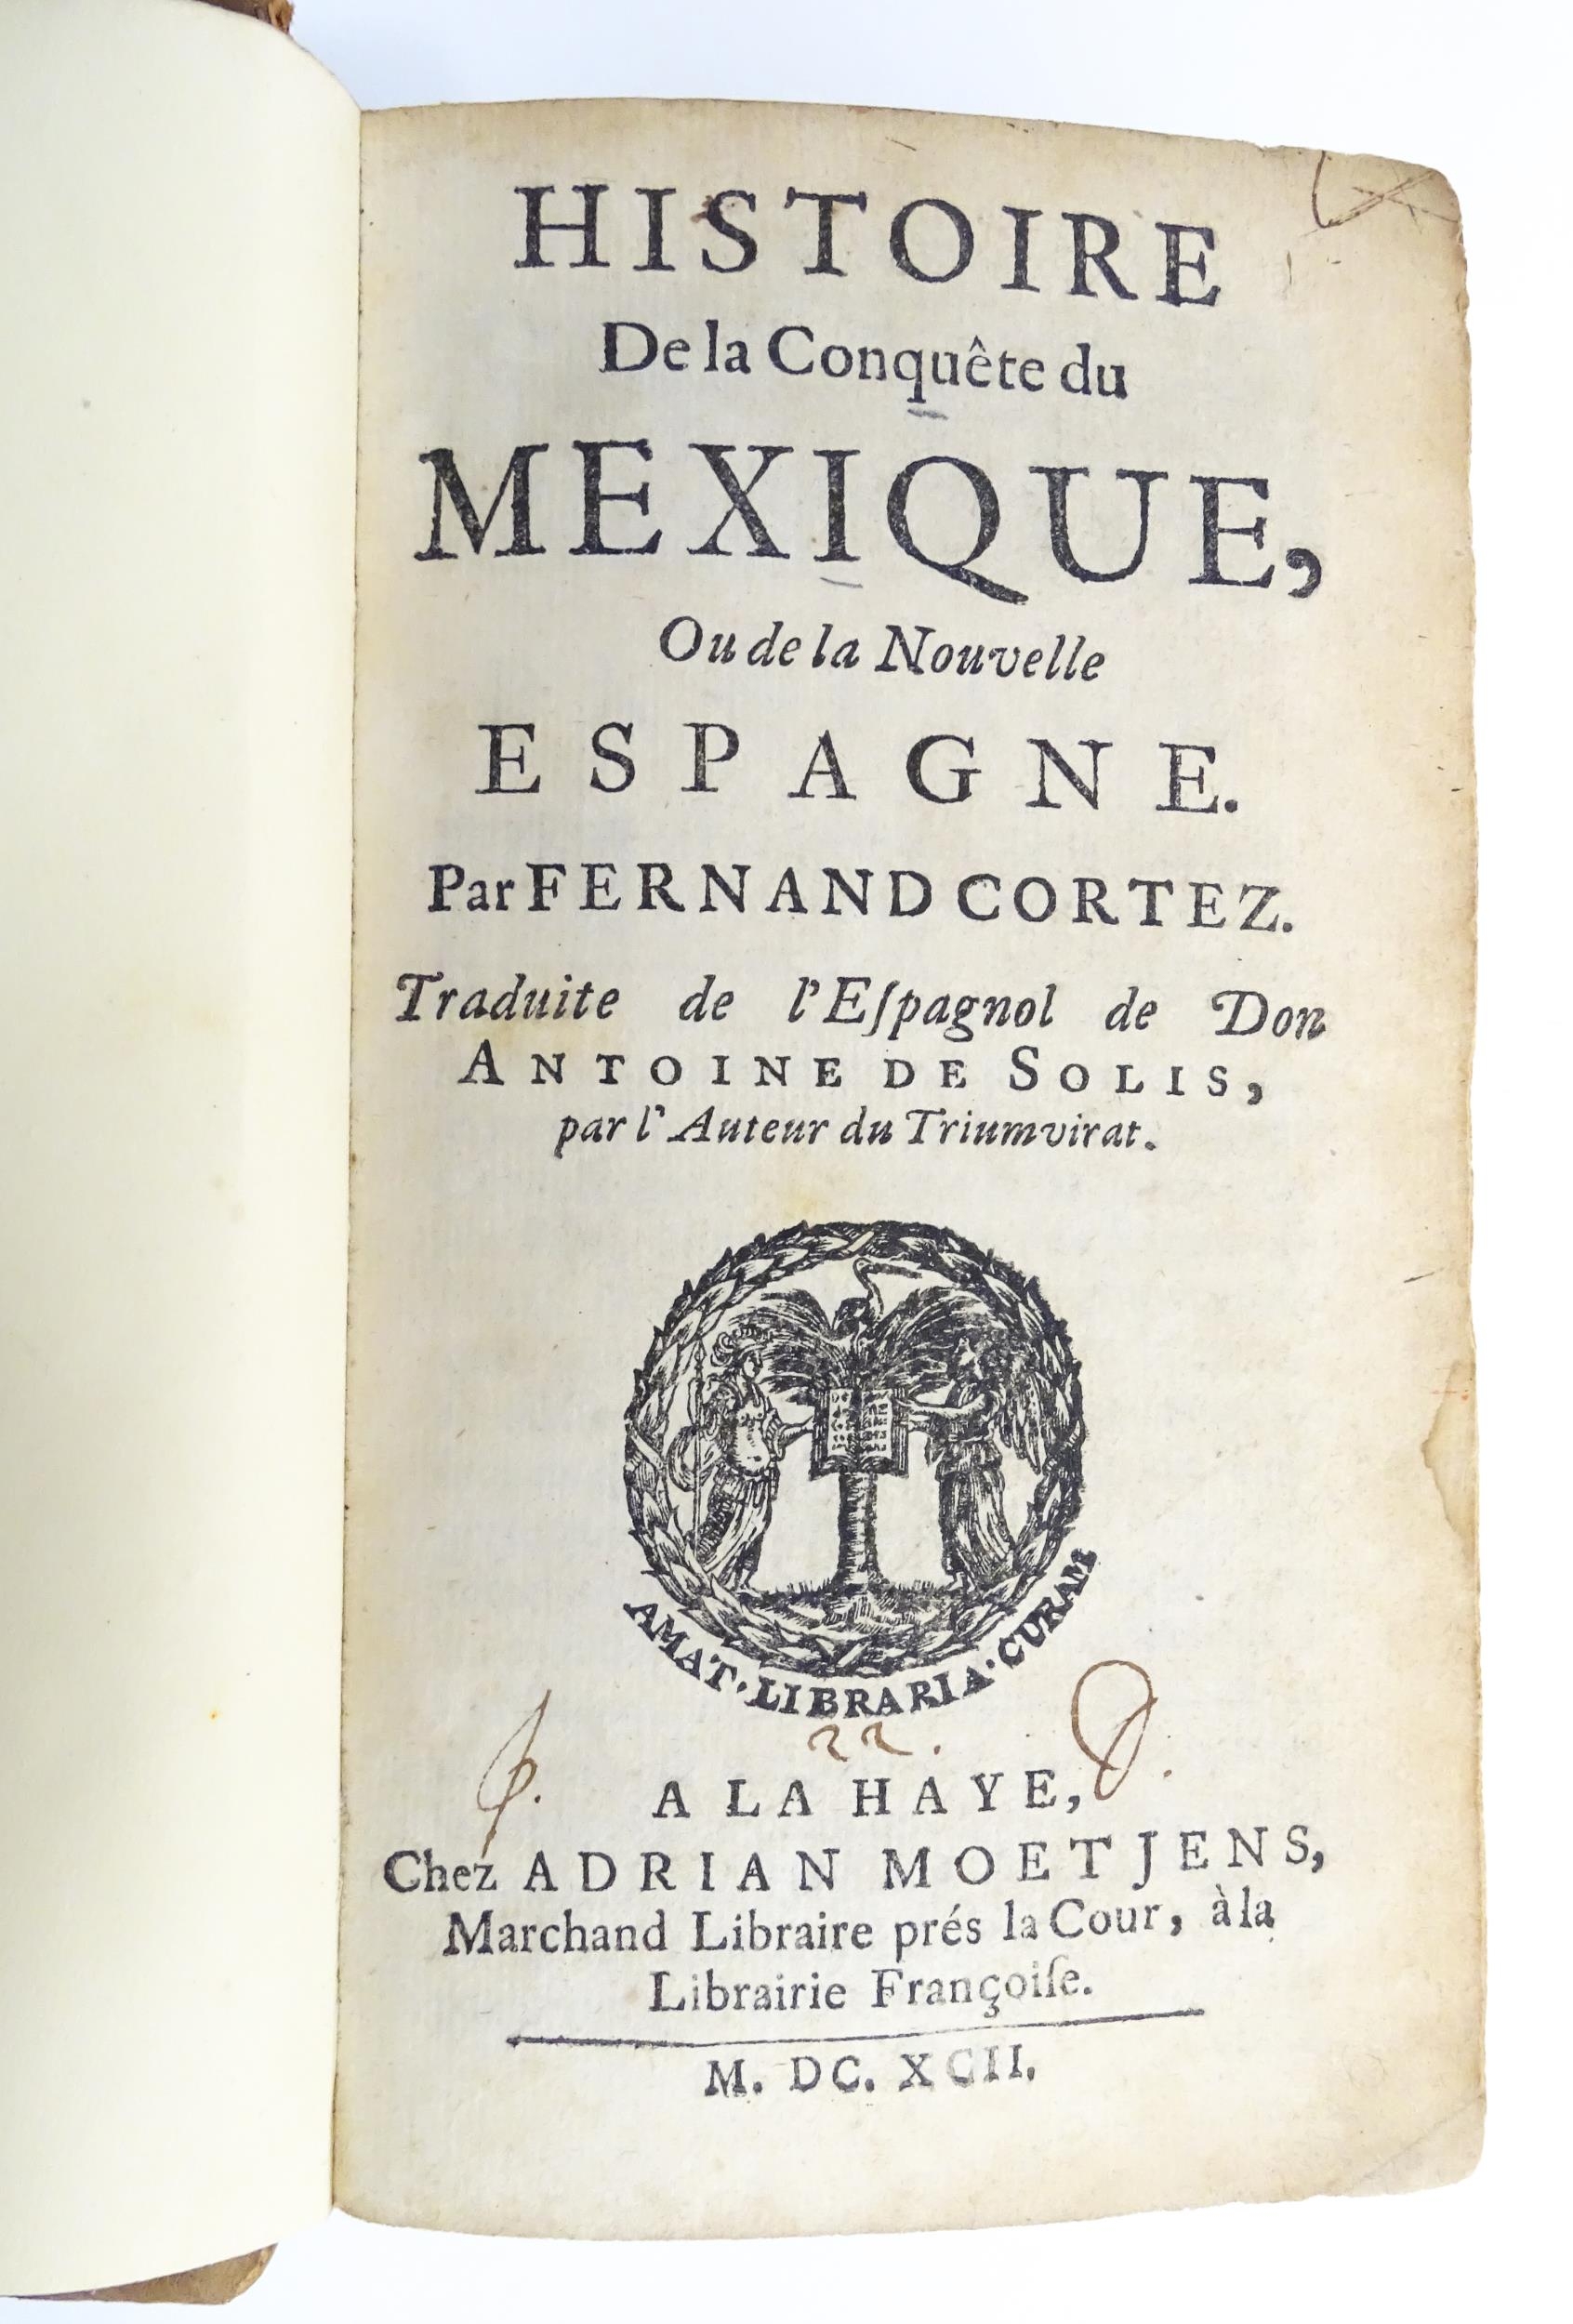 HISTOIRE
De la Conquête du
MEXIQUE,
Ou de la Nouvelle
ESPAGNE.
Par FERNAND CORTEZ.
Traduite de l'Eſpagnol de Don
ANTOINE DE SOLIS,
par l'Auteur du Triumvirat.
AMAT·LIBRARIA·CURAM
22.
A LA HAYE,
Chez ADRIAN MOETJENS,
Marchand Libraire prés la Cour, à la
Librairie Françoiſe.
M. DC. XCII.